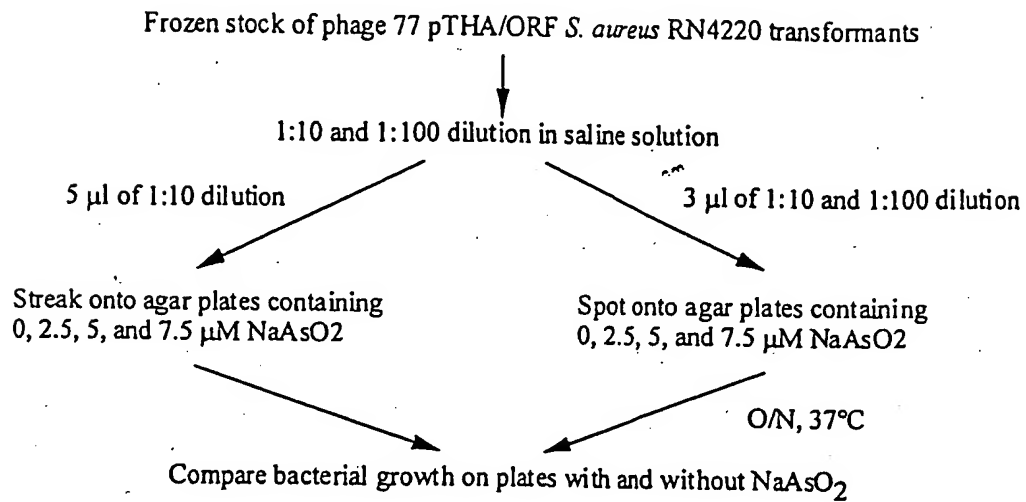 Frozen stock of phage 77 pTHA/ORF S. aureus RN4220 transformants
1:10 and 1:100 dilution in saline solution
5 µl of 1:10 dilution
3 µl of 1:10 and 1:100 dilution
Streak onto agar plates containing
0, 2.5, 5, and 7.5 µM NaAsO2
Spot onto agar plates containing
0, 2.5, 5, and 7.5 µM NaAsO2
O/N, 37°C
Compare bacterial growth on plates with and without NaAsO2